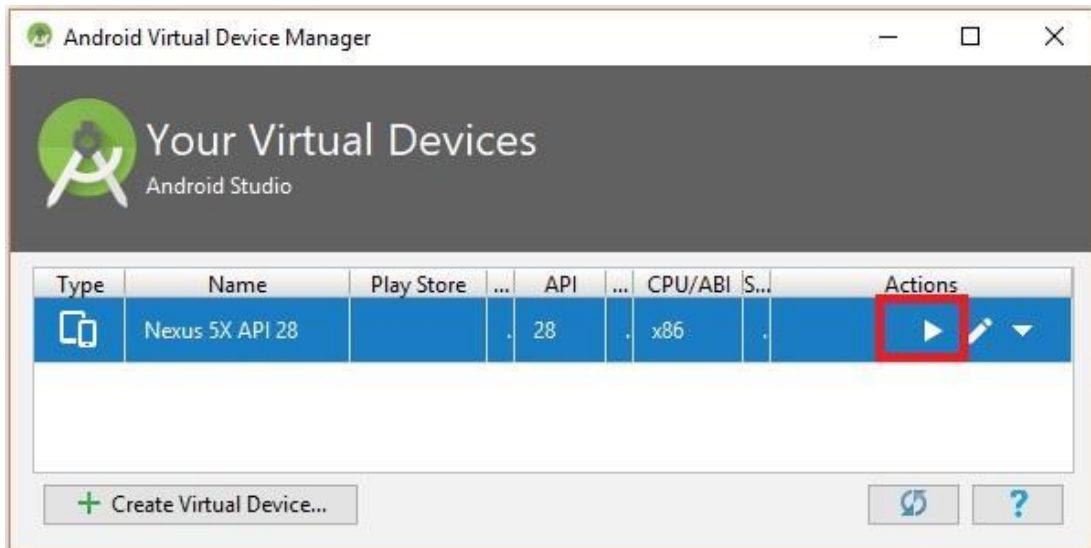 Android Virtual Device Manager
Your Virtual Devices
Android Studio
Type Name Play Store ... API ... CPU/ABI S... Actions
Nexus 5X API 28 . 28 . x86 .
+ Create Virtual Device... ?